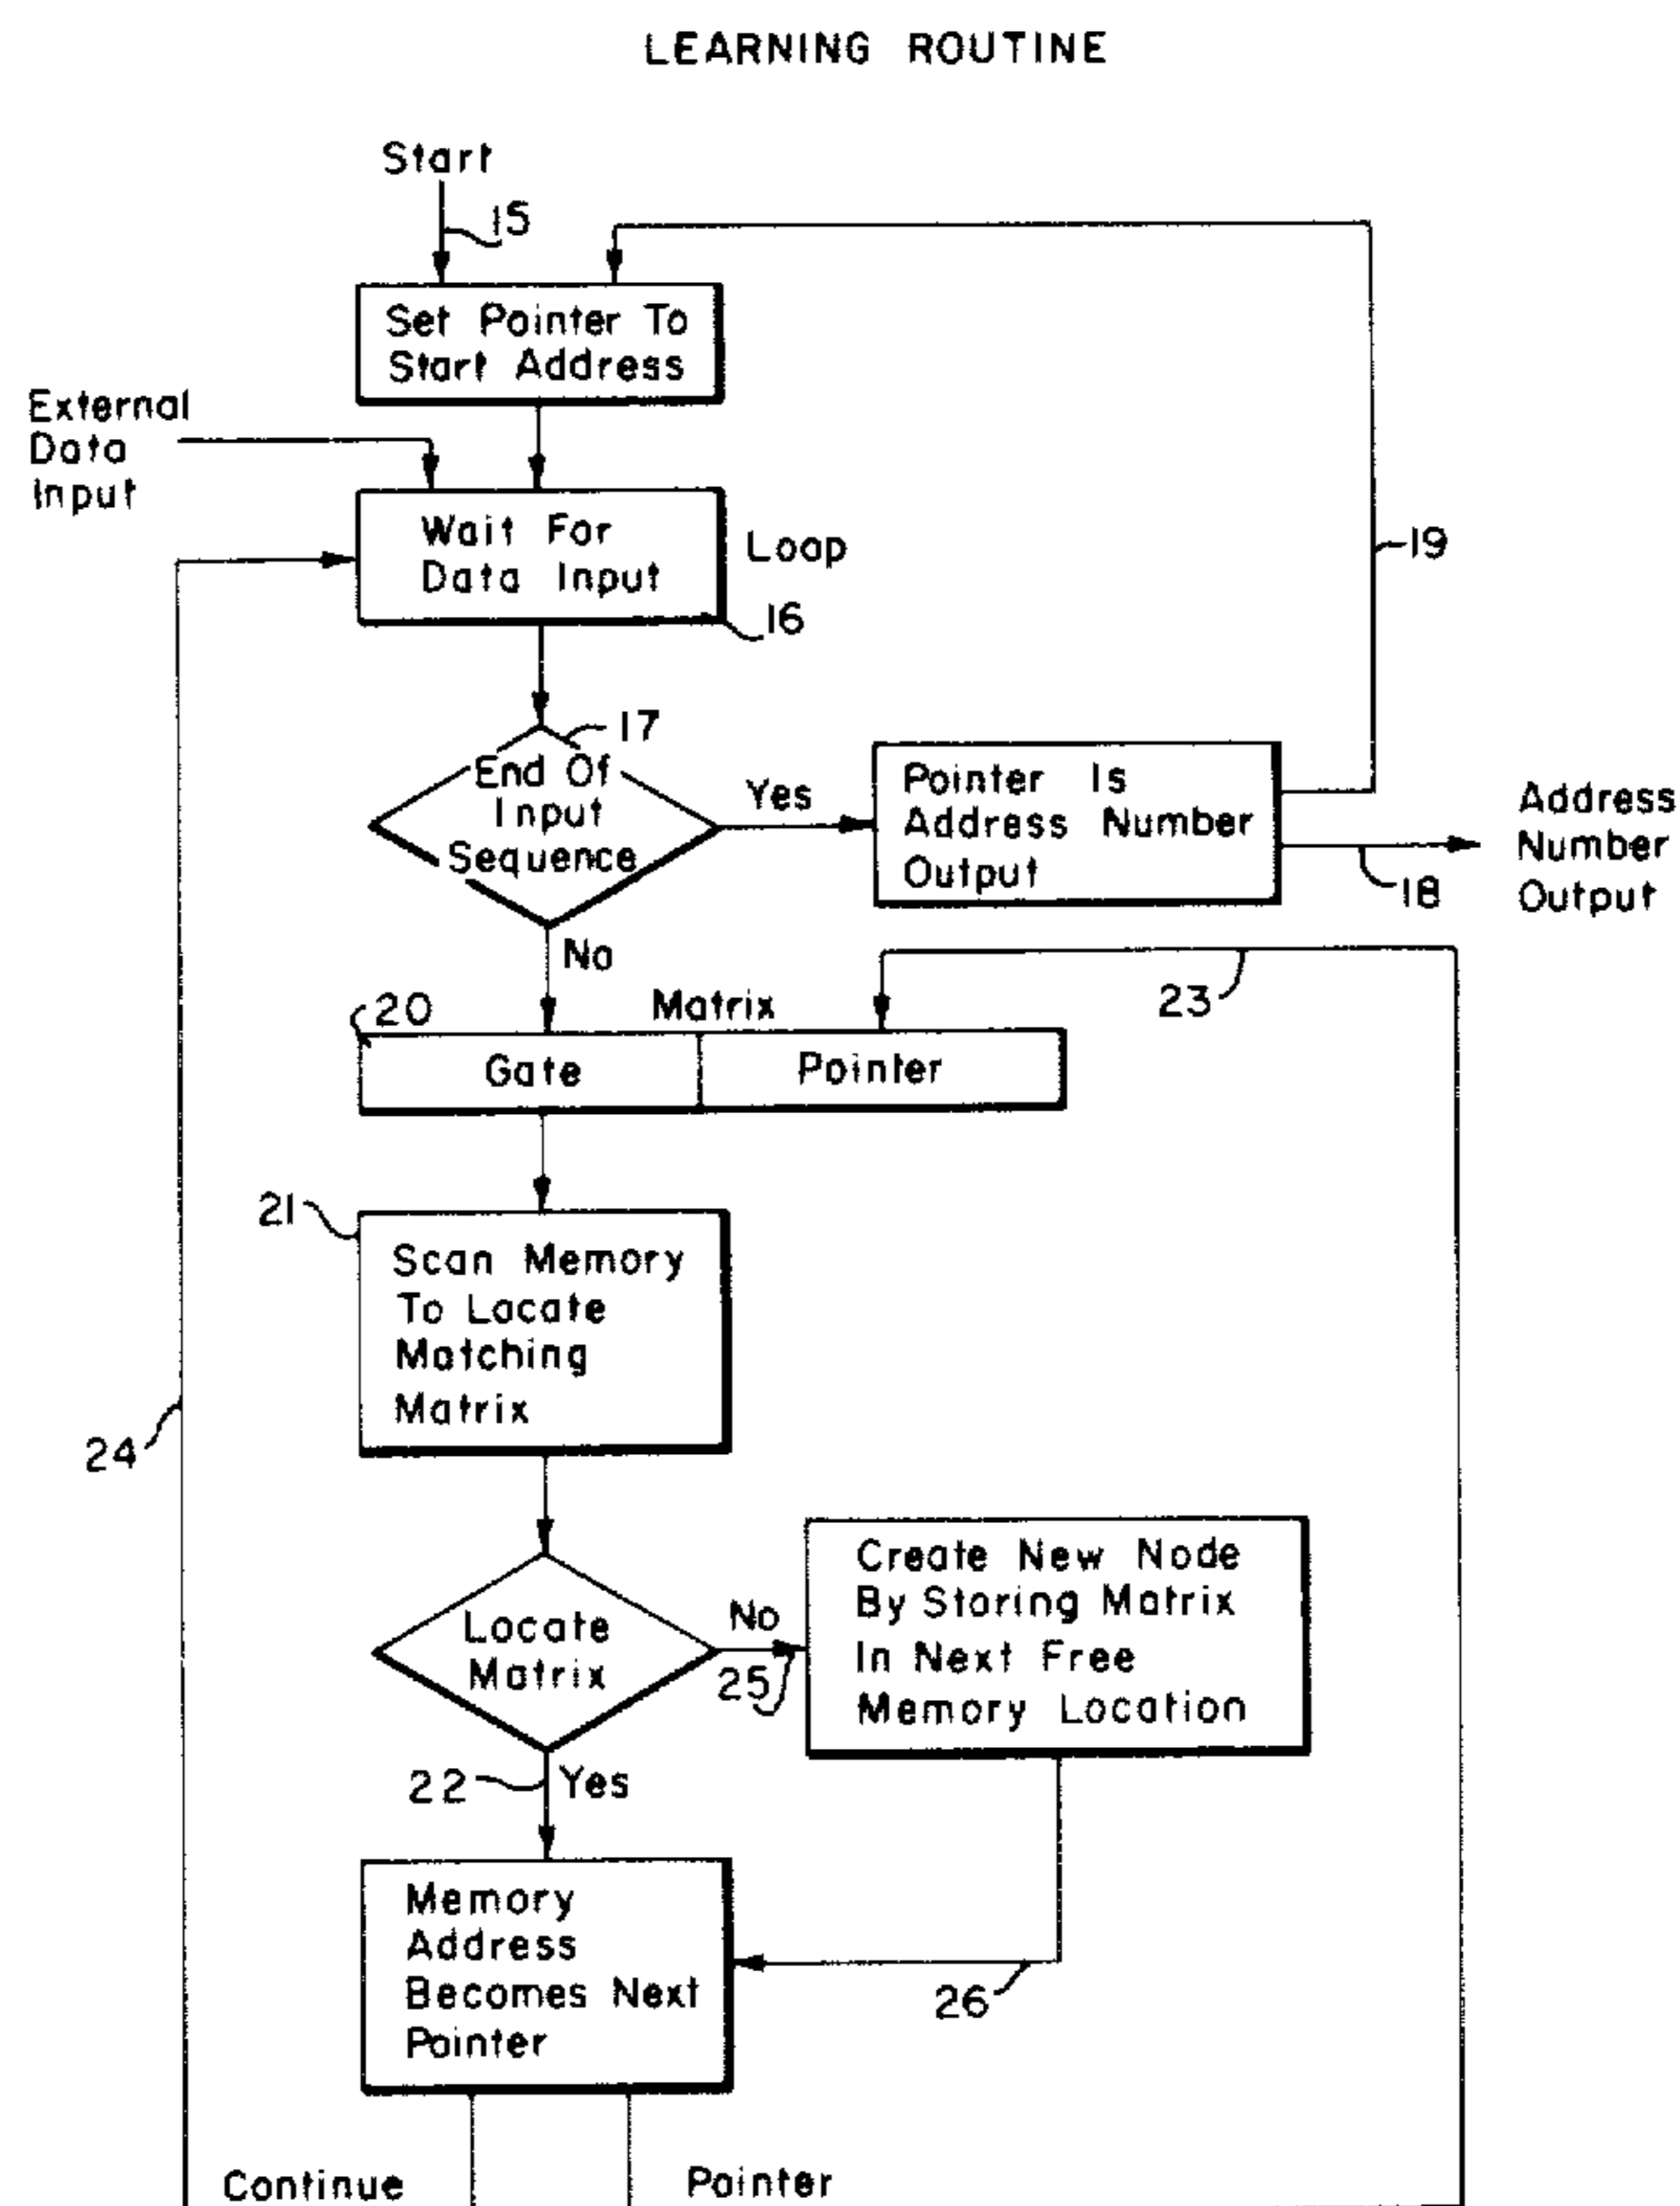 LEARNING ROUTINE
Start
15
Set Pointer To
Start Address
External
Data
Input
Wait For
Data Input
Loop
16
19
17
End Of
Input
Sequence
Yes
Pointer Is
Address Number
Output
18
Address
Number
Output
No
23
20
Matrix
Gate
Pointer
21
Scan Memory
To Locate
Matching
Matrix
24
Locate
Matrix
No
25
Create New Node
By Storing Matrix
In Next Free
Memory Location
22
Yes
Memory
Address
Becomes Next
Pointer
26
Continue
Pointer